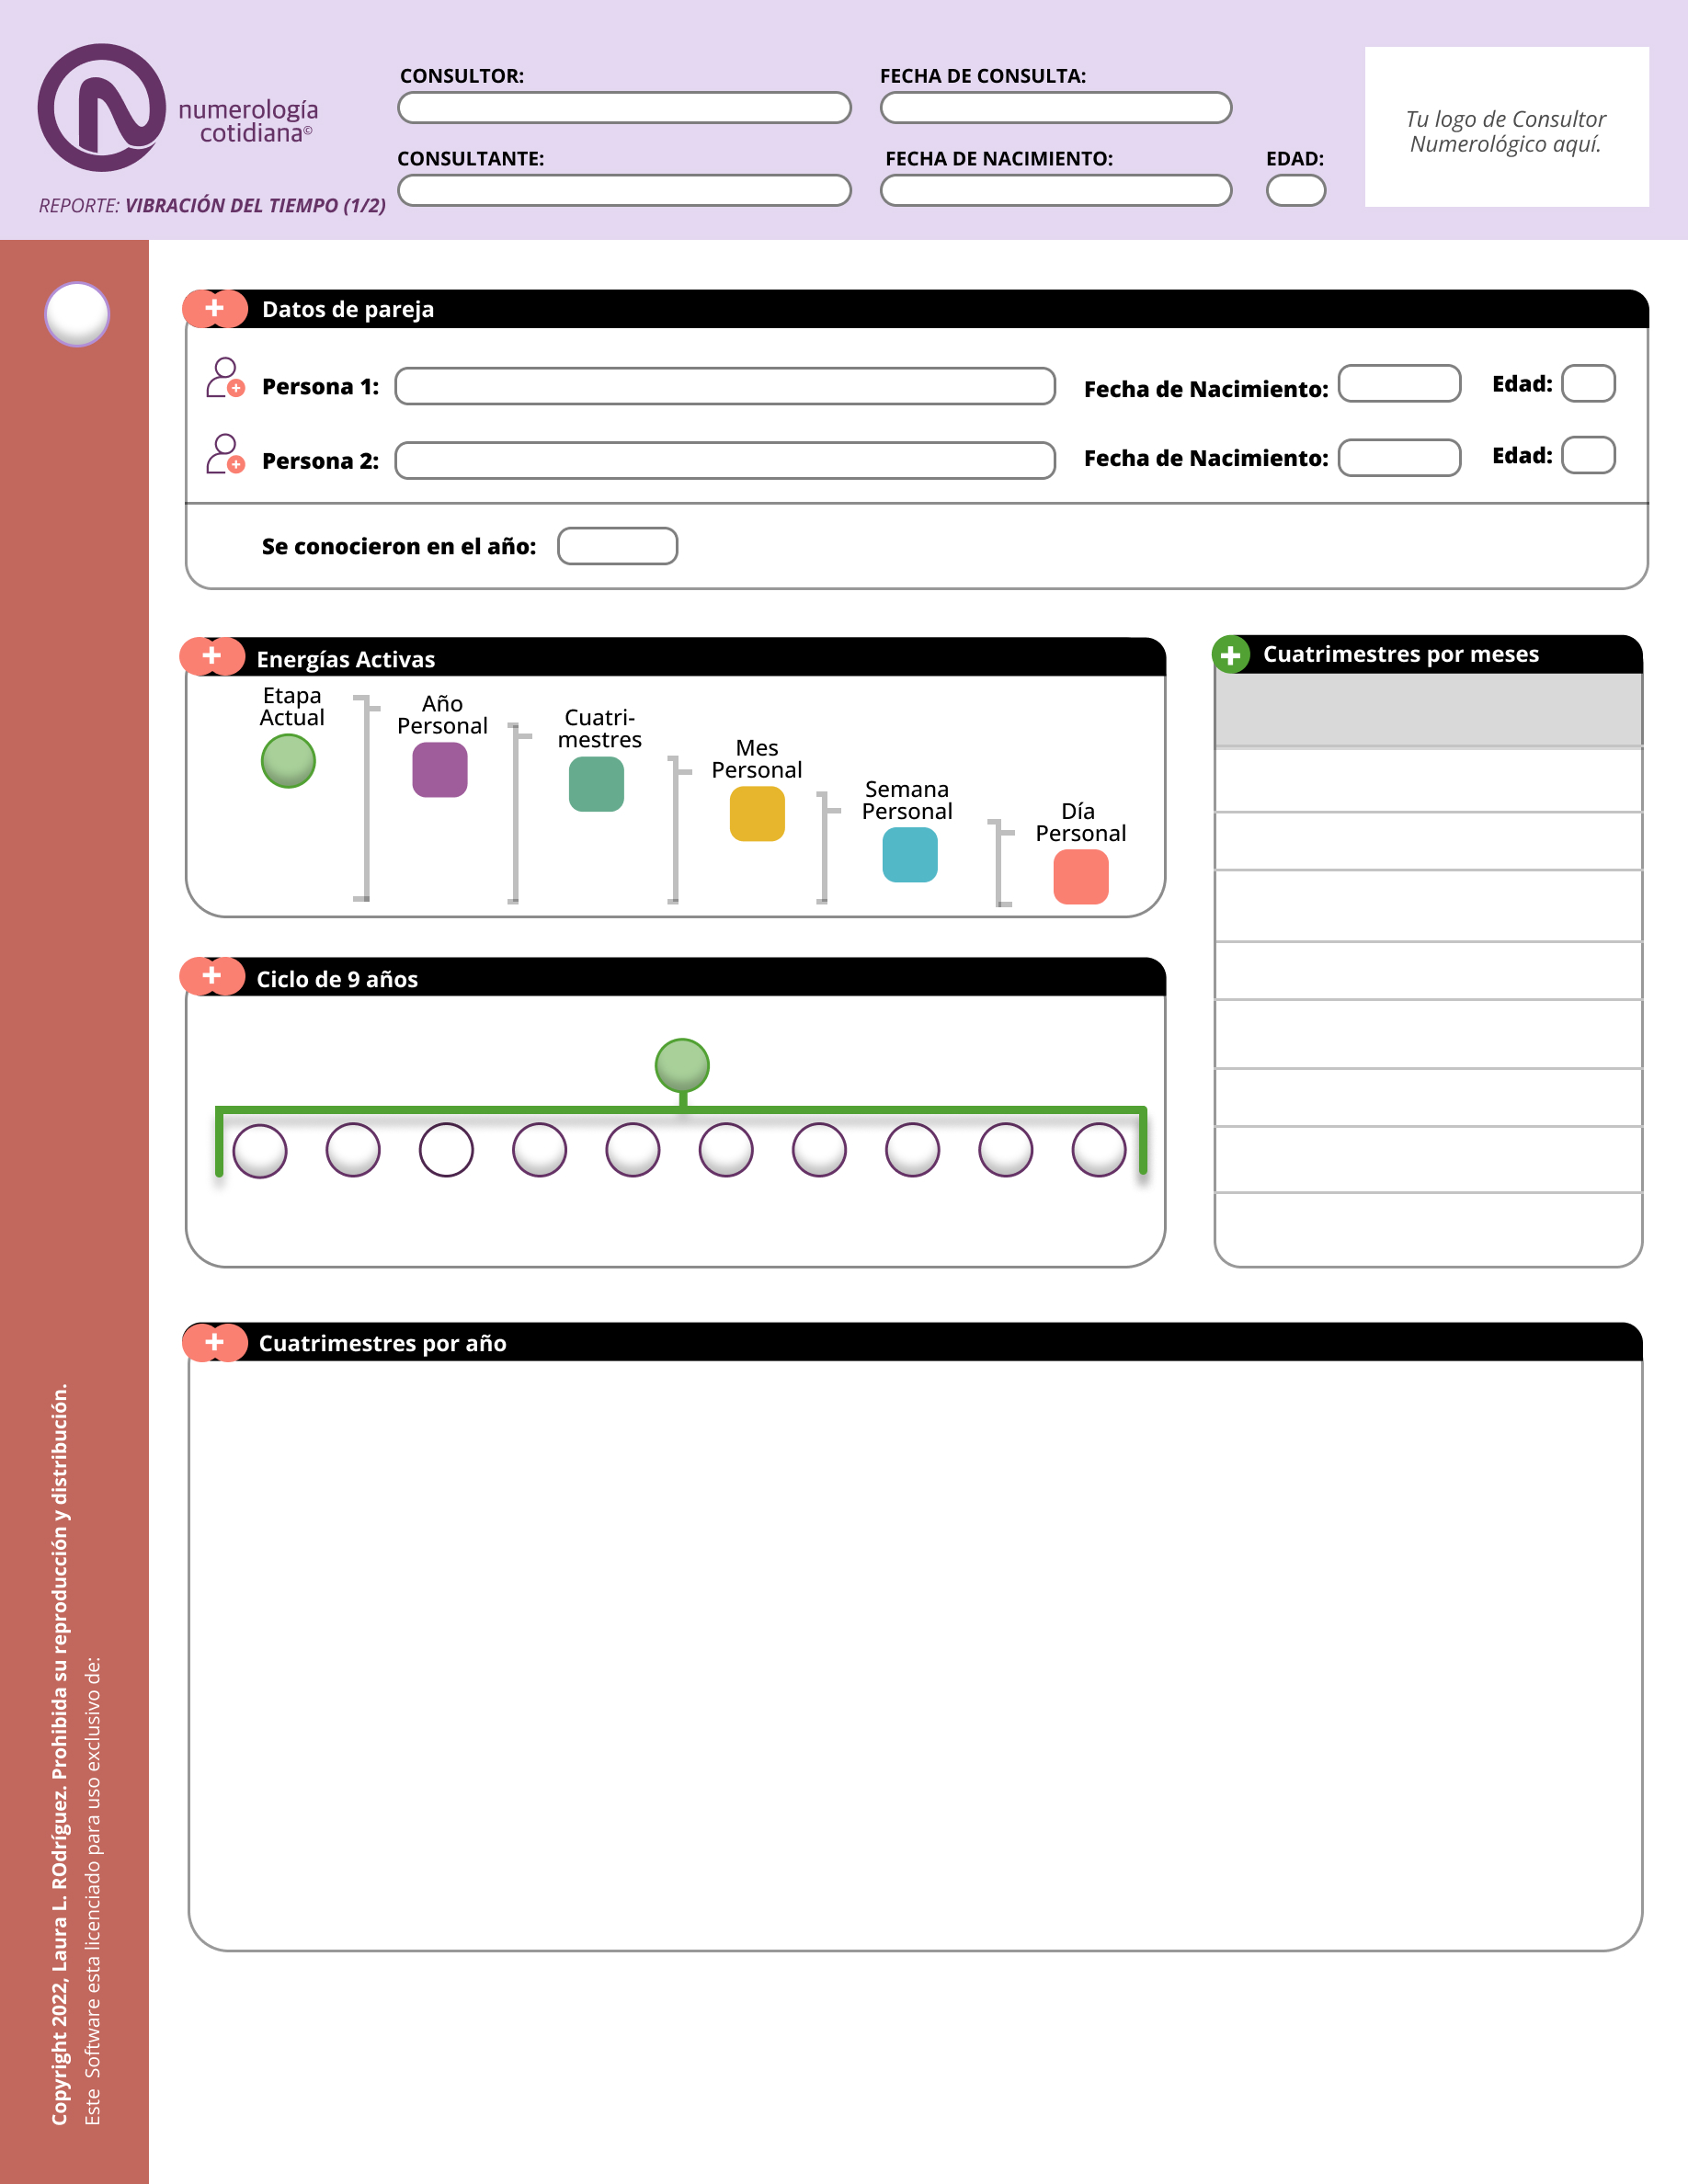 numerología
cotidiana©
REPORTE: VIBRACIÓN DEL TIEMPO (1/2)
CONSULTOR:
FECHA DE CONSULTA:
CONSULTANTE:
FECHA DE NACIMIENTO:
EDAD:
Tu logo de Consultor
Numerológico aquí.
Datos de pareja
Persona 1:
Fecha de Nacimiento:
Edad:
Persona 2:
Fecha de Nacimiento:
Edad:
Se conocieron en el año:
Energías Activas
Etapa
Actual
Año
Personal
Cuatri-
mestres
Mes
Personal
Semana
Personal
Día
Personal
Cuatrimestres por meses
Ciclo de 9 años
Cuatrimestres por año
Copyright 2022, Laura L. ROdríguez. Prohibida su reproducción y distribución.
Este  Software esta licenciado para uso exclusivo de: